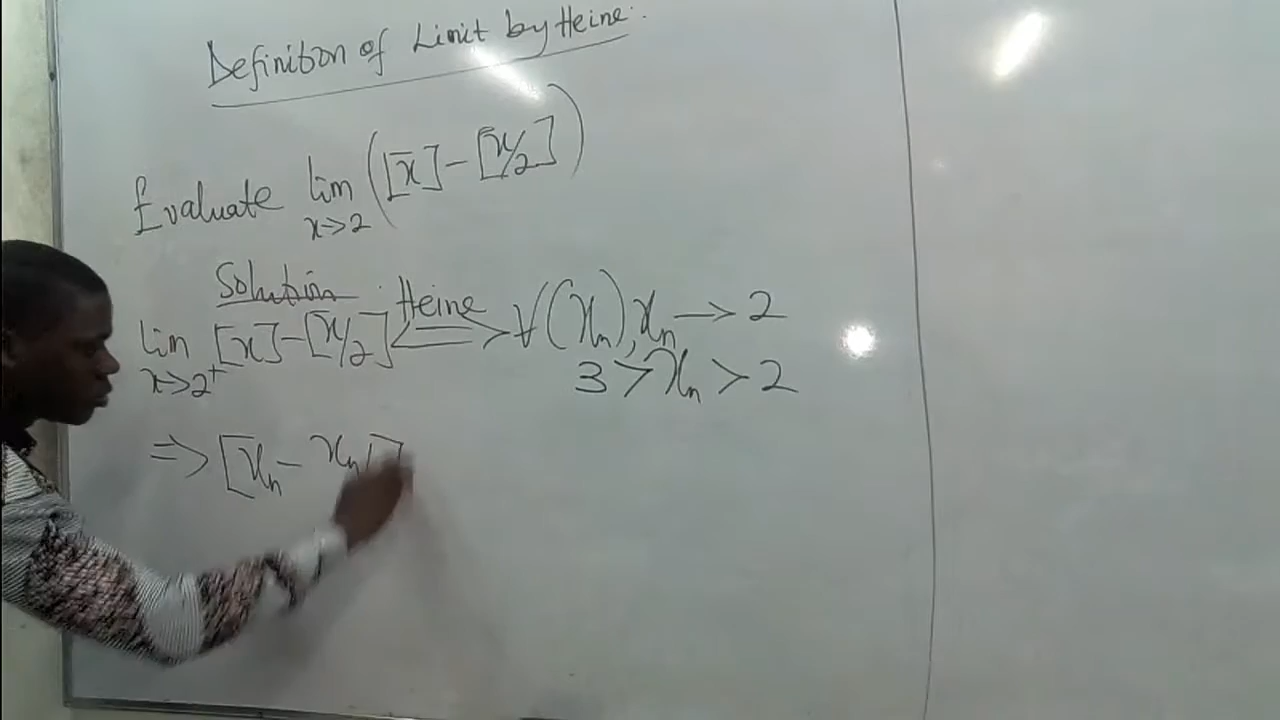 Definition of Limit by Heine:
Evaluate lim x→2 ([x] - [x/2])
Solution
lim x→2⁺ [x] - [x/2] <=> Heine ∀(xₙ), xₙ → 2
3 > xₙ > 2
⇒ [xₙ - xₙ/]